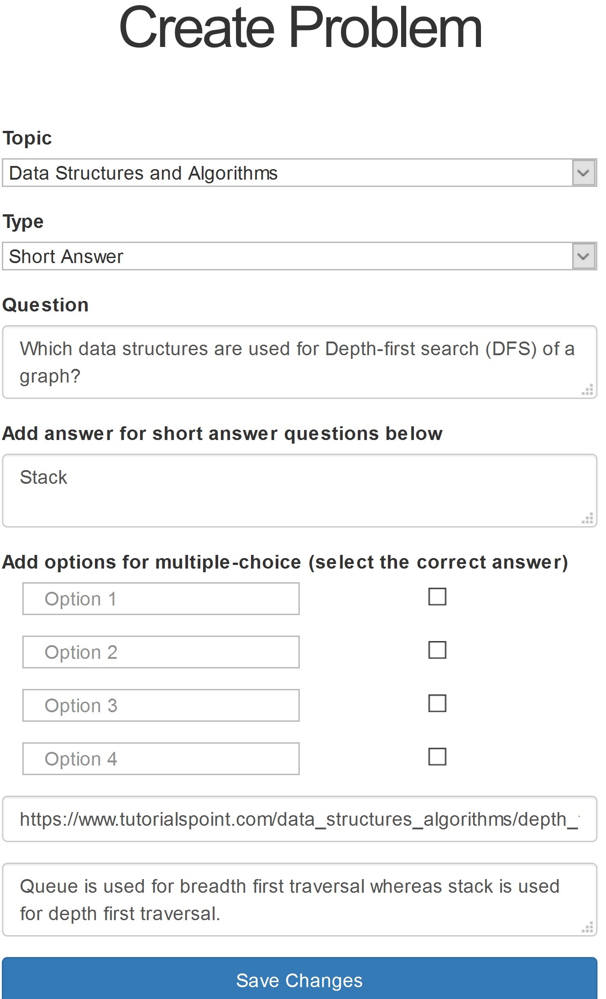 Create Problem
Topic
Data Structures and Algorithms
Type
Short Answer
Question
Which data structures are used for Depth-first search (DFS) of a
graph?
Add answer for short answer questions below
Stack
Add options for multiple-choice (select the correct answer)
Option 1
Option 2
Option 3
Option 4
https://www.tutorialspoint.com/data_structures_algorithms/depth_
Queue is used for breadth first traversal whereas stack is used
for depth first traversal.
Save Changes